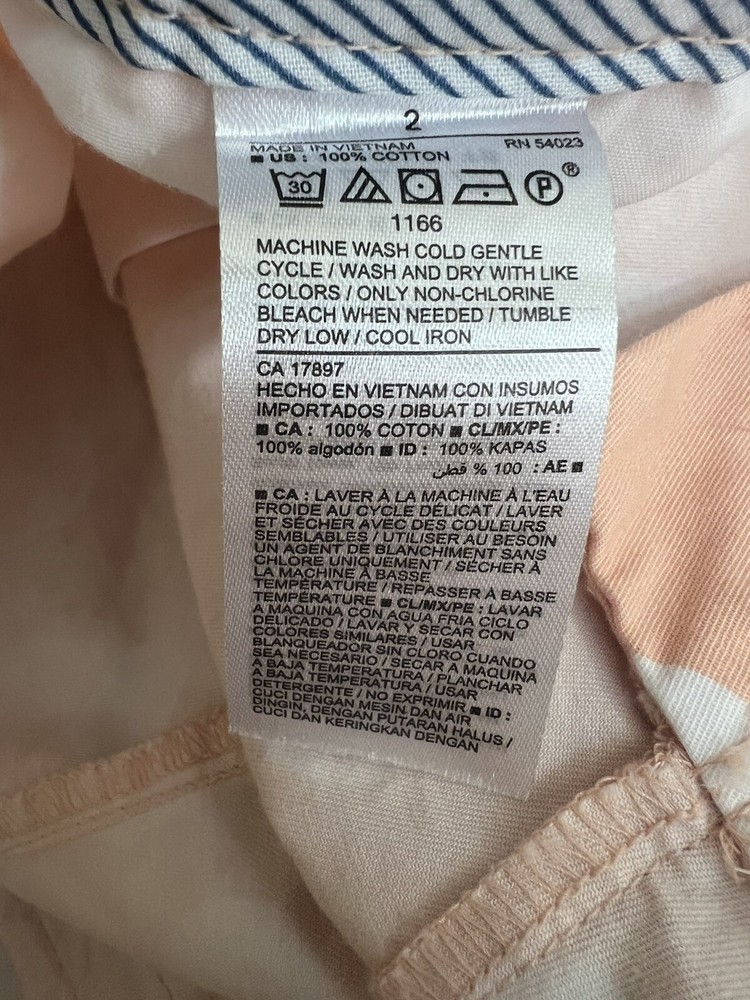 2
MADE IN VIETNAM RN 54023
■ US : 100% COTTON
30 P ®
1166
MACHINE WASH COLD GENTLE
CYCLE / WASH AND DRY WITH LIKE
COLORS / ONLY NON-CHLORINE
BLEACH WHEN NEEDED / TUMBLE
DRY LOW / COOL IRON
CA 17897
HECHO EN VIETNAM CON INSUMOS
IMPORTADOS / DIBUAT DI VIETNAM
■ CA : 100% COTON ■ CL/MX/PE :
100% algodón ■ ID : 100% KAPAS
■ AE : 100 % قطن
■ CA : LAVER À LA MACHINE À L'EAU
FROIDE AU CYCLE DÉLICAT / LAVER
ET SÉCHER AVEC DES COULEURS
SEMBLABLES / UTILISER AU BESOIN
UN AGENT DE BLANCHIMENT SANS
CHLORE UNIQUEMENT / SÉCHER À
LA MACHINE À BASSE
TEMPÉRATURE / REPASSER À BASSE
TEMPÉRATURE ■ CL/MX/PE : LAVAR
A MAQUINA CON AGUA FRIA CICLO
DELICADO / LAVAR Y SECAR CON
COLORES SIMILARES / USAR
BLANQUEADOR SIN CLORO CUANDO
SEA NECESARIO / SECAR A MAQUINA
A BAJA TEMPERATURA / PLANCHAR
A BAJA TEMPERATURA / USAR
DETERGENTE / NO EXPRIMIR ■ ID :
CUCI DENGAN MESIN DAN AIR
DINGIN, DENGAN PUTARAN HALUS /
CUCI DAN KERINGKAN DENGAN